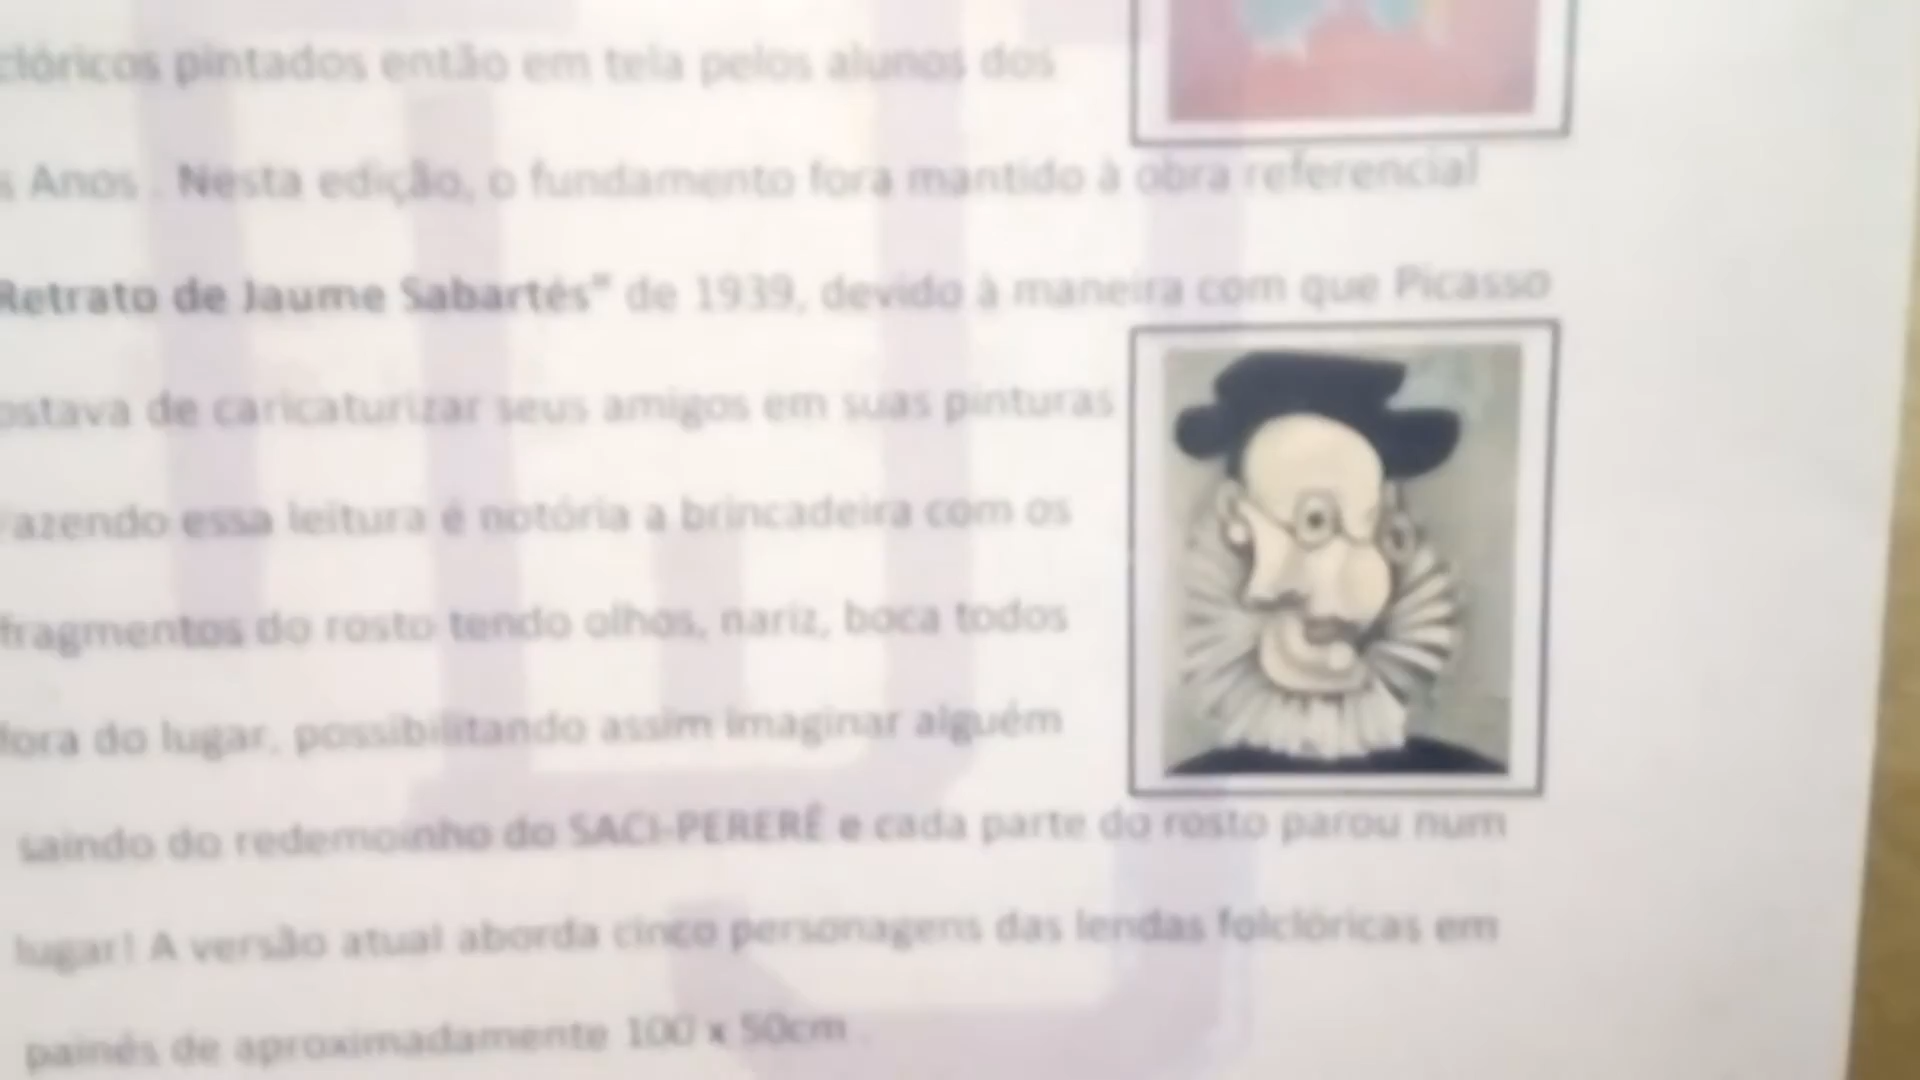 clóricos pintados então em tela pelos alunos dos
s Anos . Nesta edição, o fundamento fora mantido à obra referencial
Retrato de Jaume Sabartés" de 1939, devido à maneira com que Picasso
ostava de caricaturizar seus amigos em suas pinturas
azendo essa leitura é notória a brincadeira com os
fragmentos do rosto tendo olhos, nariz, boca todos
fora do lugar, possibilitando assim imaginar alguém
saindo do redemoinho do SACI-PERERÊ e cada parte do rosto parou num
lugar! A versão atual aborda cinco personagens das lendas folclóricas em
painés de aproximadamente 100 x 50cm .